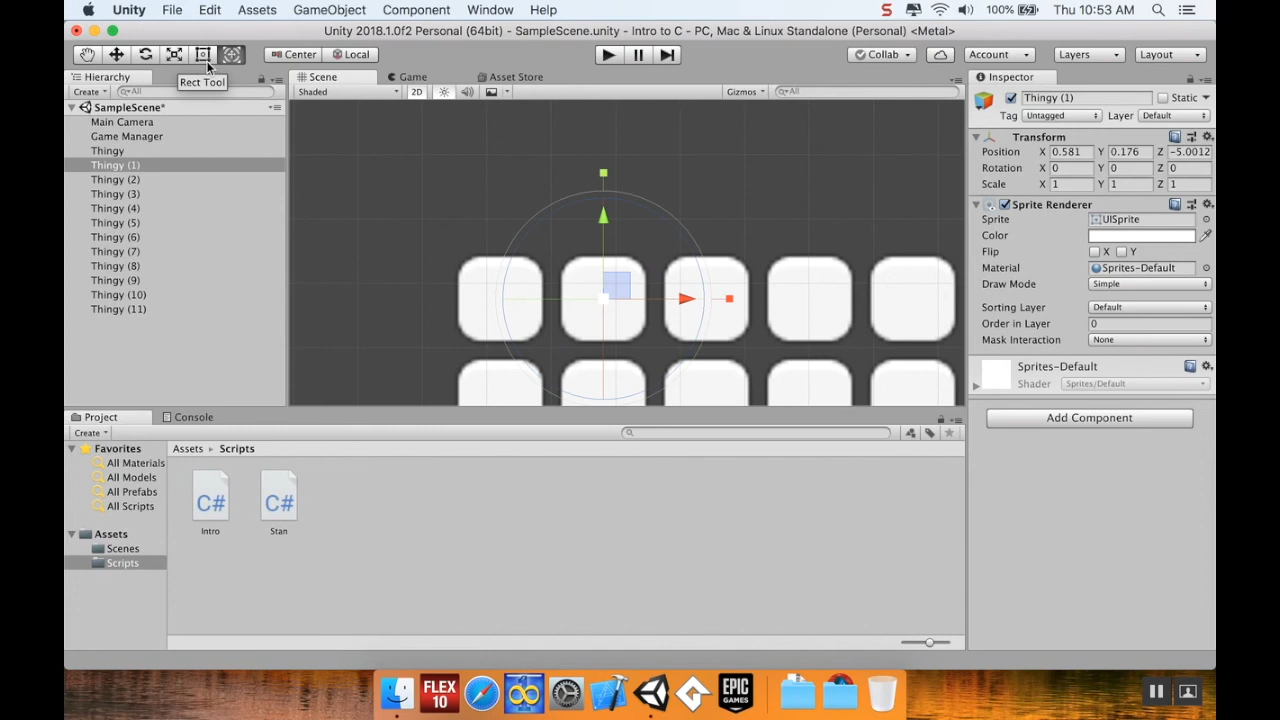 Unity File Edit Assets GameObject Component Window Help S 100% Thu 10:53 AM
Unity 2018.1.0f2 Personal (64bit) - SampleScene.unity - Intro to C - PC, Mac & Linux Standalone (Personal) <Metal>
Center Local Collab Account Layers Layout
Rect Tool
Hierarchy Scene Game Asset Store Inspector
Create All Shaded 2D Gizmos All
Thingy (1) Static
SampleScene*
Tag Untagged Layer Default
Main Camera
Game Manager
Thingy
Thingy (1)
Thingy (2)
Thingy (3)
Thingy (4)
Thingy (5)
Thingy (6)
Thingy (7)
Thingy (8)
Thingy (9)
Thingy (10)
Thingy (11)
Transform
Position X 0.581 Y 0.176 Z -5.0012
Rotation X 0 Y 0 Z 0
Scale X 1 Y 1 Z 1
Sprite Renderer
Sprite UISprite
Color
Flip X Y
Material Sprites-Default
Draw Mode Simple
Sorting Layer Default
Order in Layer 0
Mask Interaction None
Sprites-Default
Shader Sprites/Default
Add Component
Project Console
Create
Favorites
All Materials
All Models
All Prefabs
All Scripts
Assets
Scenes
Scripts
Assets Scripts
C# C#
Intro Stan
FLEX 10 EPIC GAMES